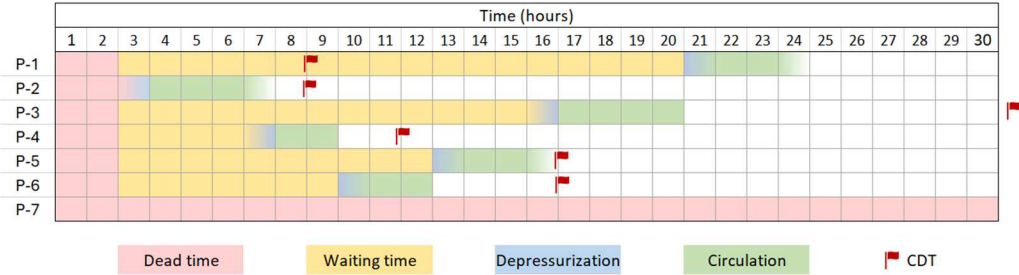 Time (hours)
1 2 3 4 5 6 7 8 9 10 11 12 13 14 15 16 17 18 19 20 21 22 23 24 25 26 27 28 29 30
P-1
P-2
P-3
P-4
P-5
P-6
P-7
Dead time Waiting time Depressurization Circulation CDT